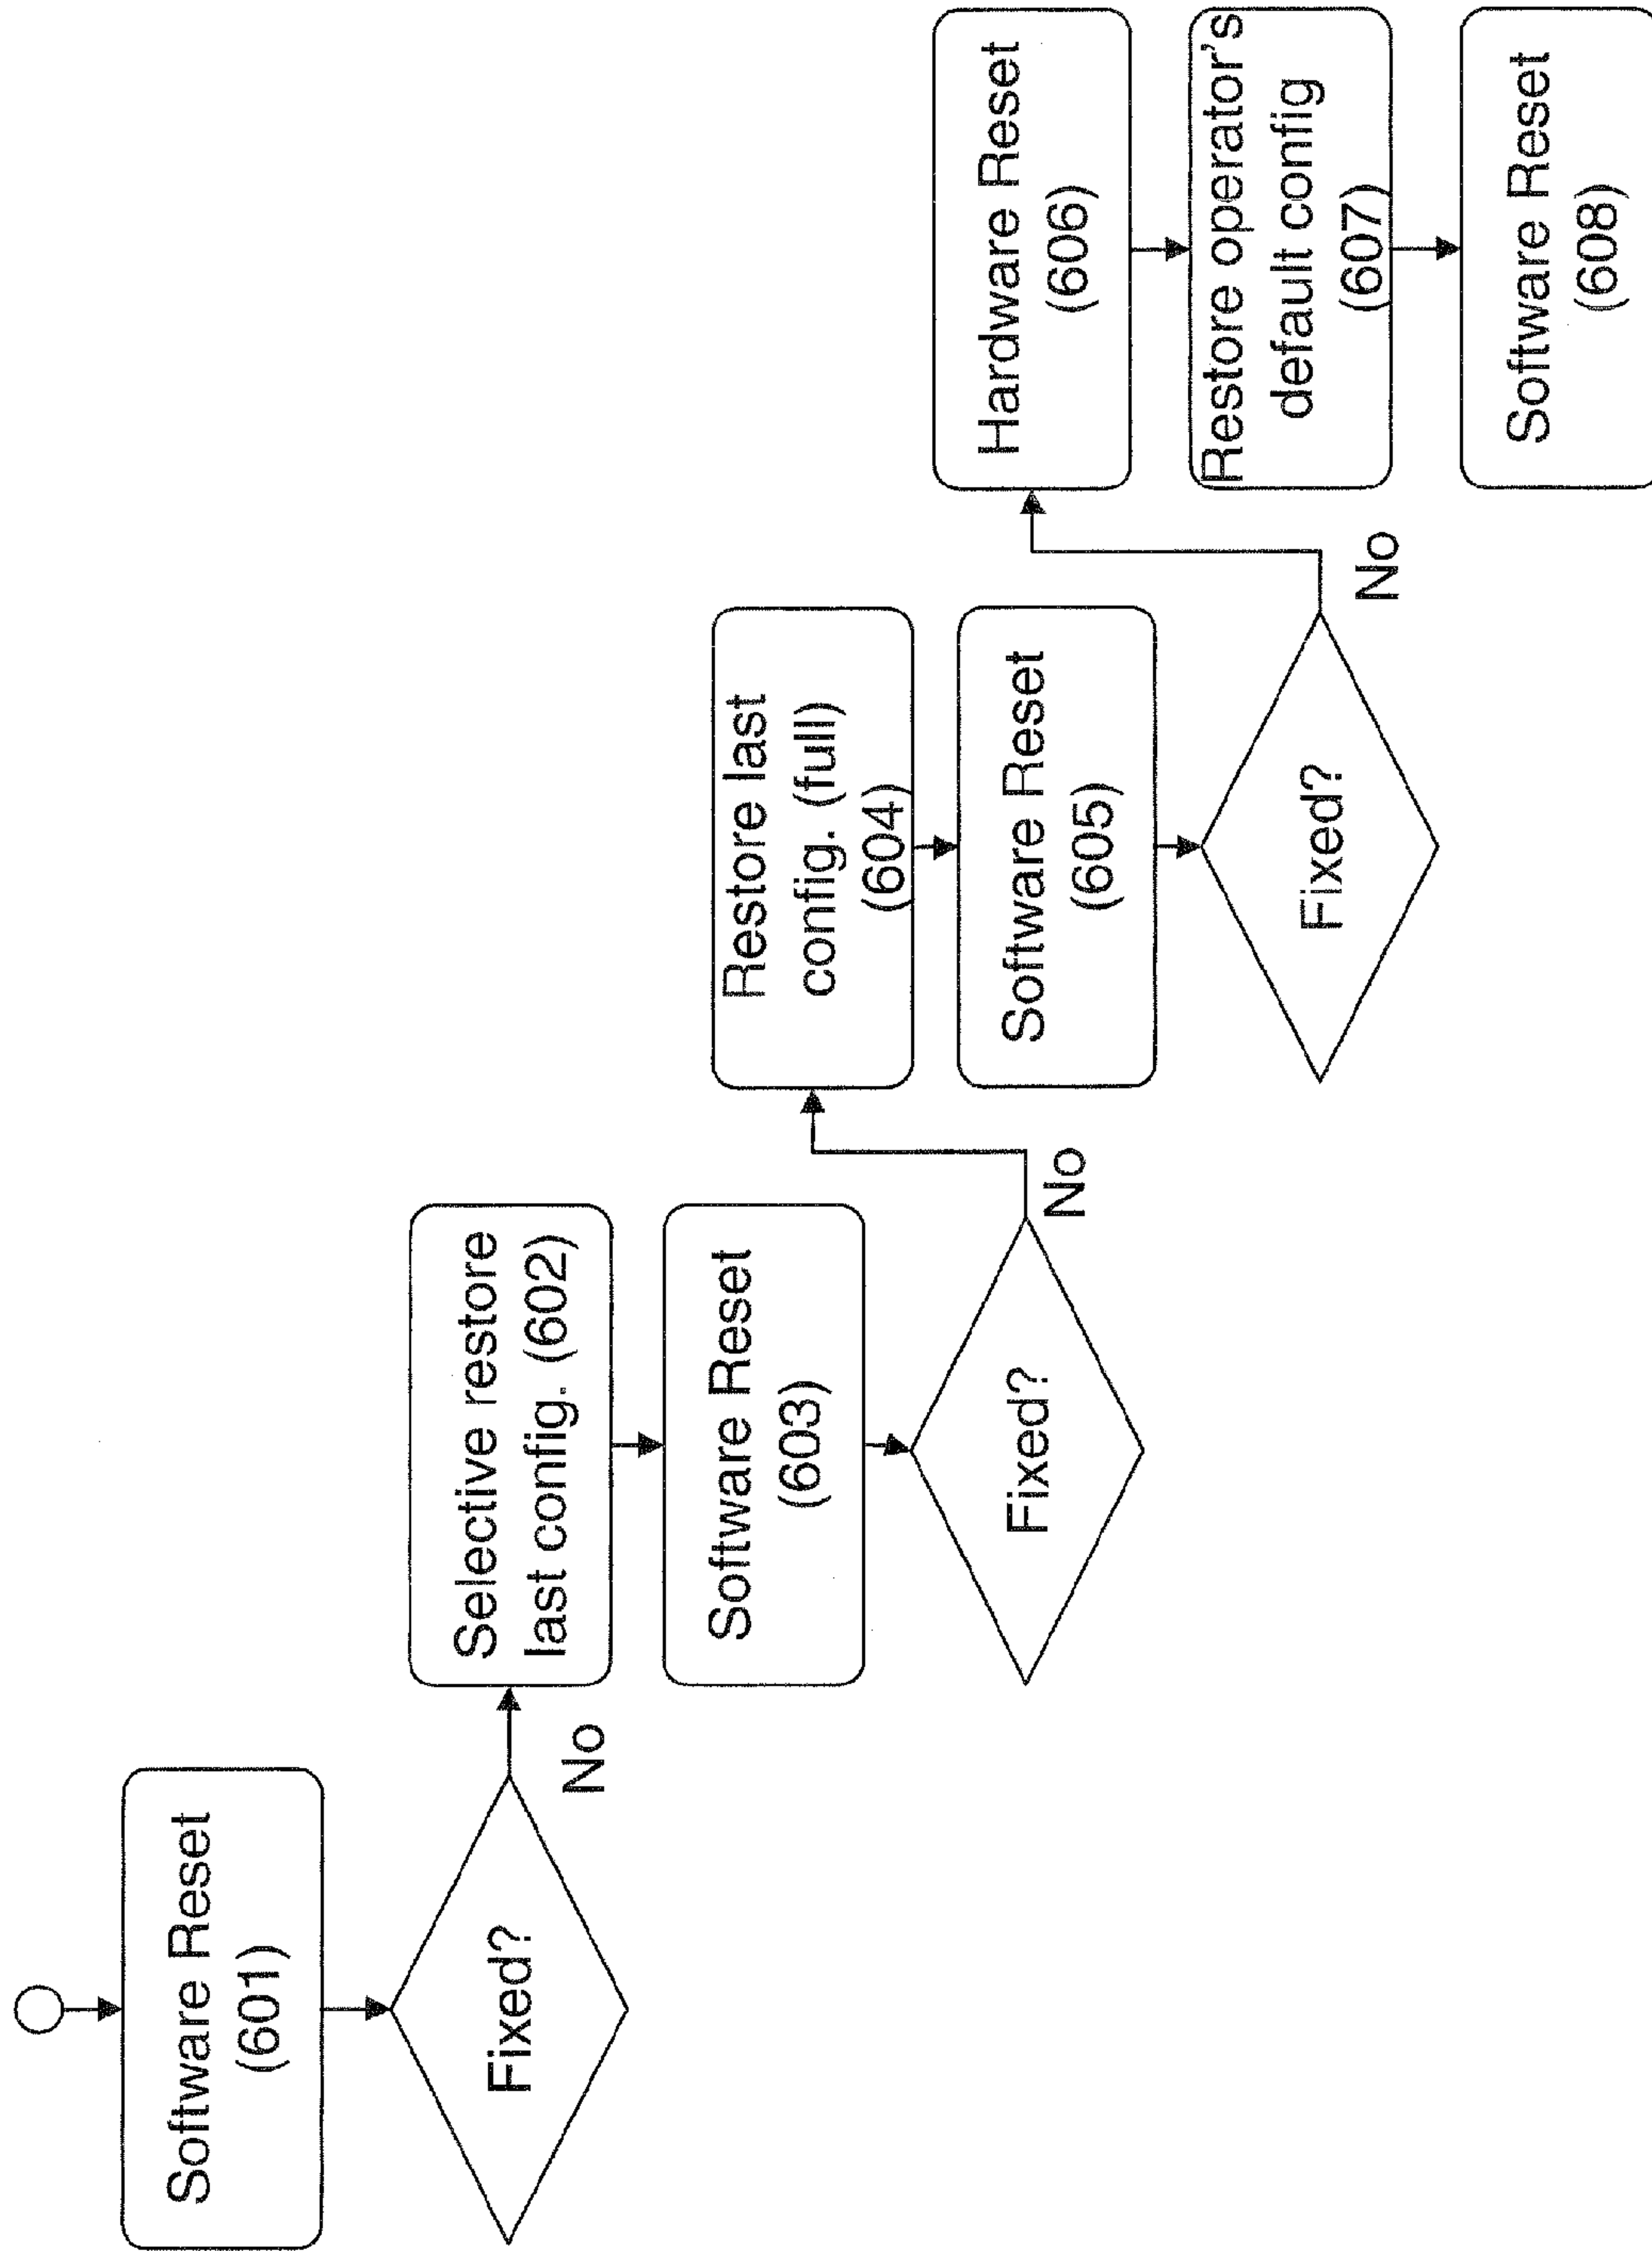 Software Reset
(601)
Fixed?
No
Selective restore
last config. (602)
Software Reset
(603)
Fixed?
No
Restore last
config. (full)
(604)
Software Reset
(605)
Fixed?
No
Hardware Reset
(606)
Restore operator's
default config
(607)
Software Reset
(608)